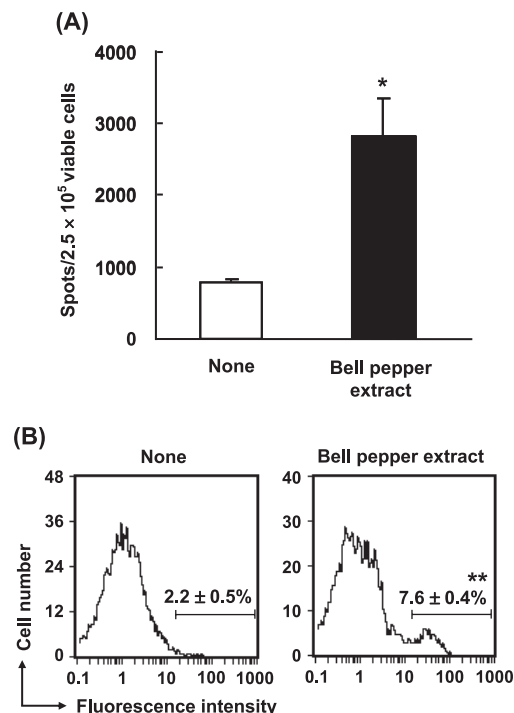 (A)
4000
3000
2000
1000
0
Spots/2.5 × 10⁵ viable cells
*
None
Bell pepper
extract
(B)
None
Bell pepper extract
48
36
24
12
0
2.2 ± 0.5%
0.1 1 10 100 1000
40
30
20
10
0
**
7.6 ± 0.4%
0.1 1 10 100 1000
Cell number
Fluorescence intensity